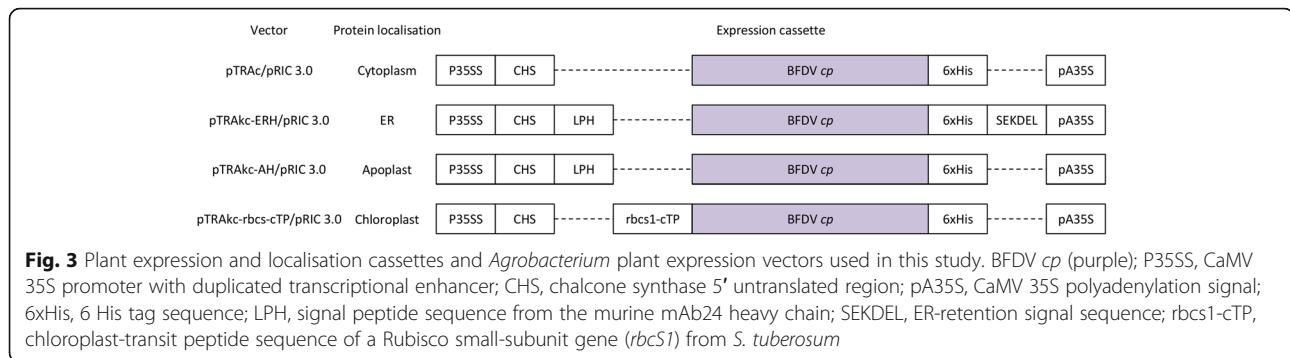 Vector Protein localisation Expression cassette
pTRAc/pRIC 3.0 Cytoplasm P35SS CHS BFDV cp 6xHis pA35S
pTRAkc-ERH/pRIC 3.0 ER P35SS CHS LPH BFDV cp 6xHis SEKDEL pA35S
pTRAkc-AH/pRIC 3.0 Apoplast P35SS CHS LPH BFDV cp 6xHis pA35S
pTRAkc-rbcs-cTP/pRIC 3.0 Chloroplast P35SS CHS rbcs1-cTP BFDV cp 6xHis pA35S
Fig. 3 Plant expression and localisation cassettes and Agrobacterium plant expression vectors used in this study. BFDV cp (purple); P35SS, CaMV
35S promoter with duplicated transcriptional enhancer; CHS, chalcone synthase 5′ untranslated region; pA35S, CaMV 35S polyadenylation signal;
6xHis, 6 His tag sequence; LPH, signal peptide sequence from the murine mAb24 heavy chain; SEKDEL, ER-retention signal sequence; rbcs1-cTP,
chloroplast-transit peptide sequence of a Rubisco small-subunit gene (rbcS1) from S. tuberosum